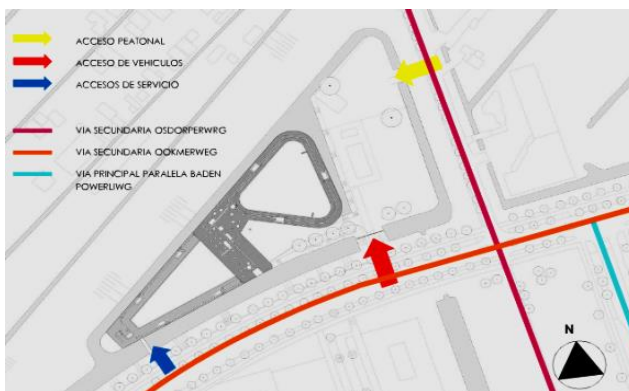 ACCESO PEATONAL
ACCESO DE VEHICULOS
ACCESOS DE SERVICIO
VIA SECUNDARIA OSDORPERWRG
VIA SECUNDARIA OOKMERWEG
VIA PRINCIPAL PARALELA BADEN
POWERLIWG
N